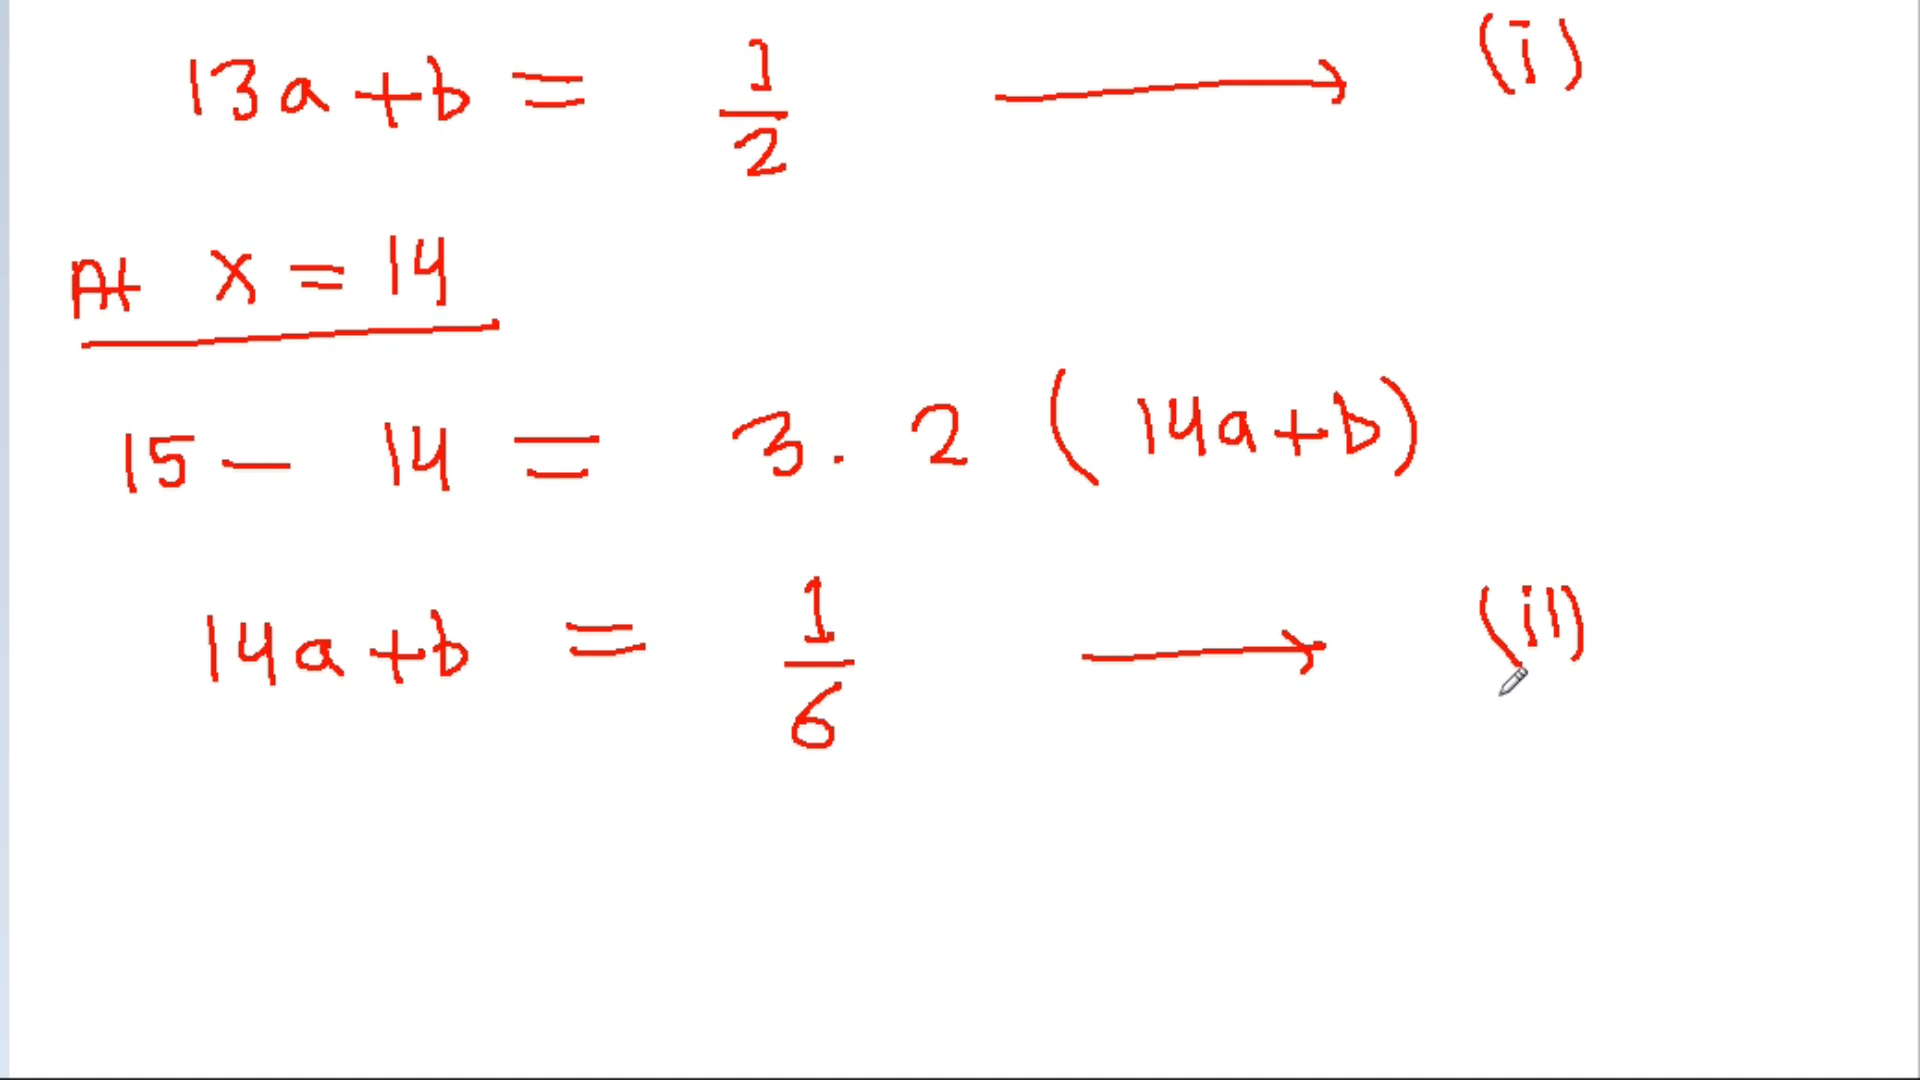 13a+b = 1/2 ⟶ (i)
At x = 14
15 - 14 = 3. 2 (14a+b)
14a+b = 1/6 ⟶ (ii)